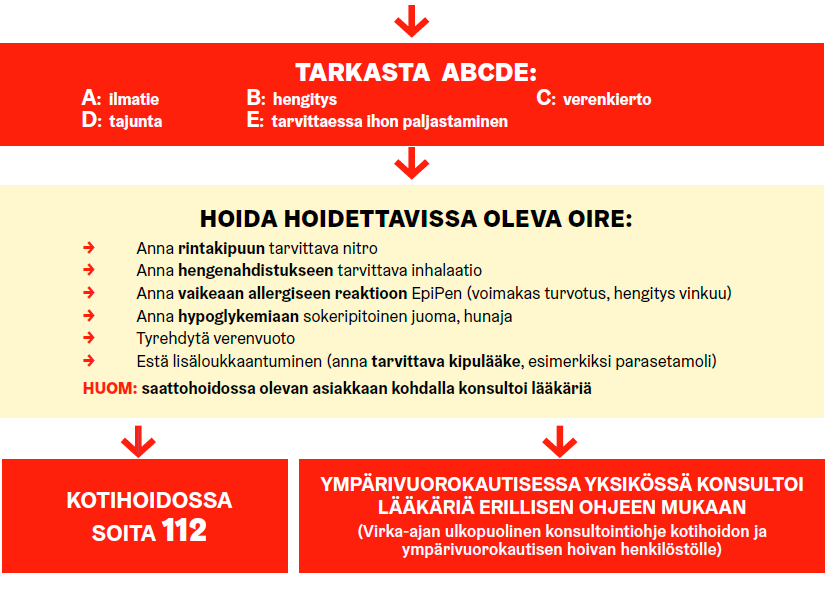 TARKASTA ABCDE:
A: ilmatie B: hengitys C: verenkierto
D: tajunta E: tarvittaessa ihon paljastaminen
HOIDA HOIDETTAVISSA OLEVA OIRE:
Anna rintakipuun tarvittava nitro
Anna hengenahdistukseen tarvittava inhalaatio
Anna vaikeaan allergiseen reaktioon EpiPen (voimakas turvotus, hengitys vinkuu)
Anna hypoglykemiaan sokeripitoinen juoma, hunaja
Tyrehdytä verenvuoto
Estä lisäloukkaantuminen (anna tarvittava kipulääke, esimerkiksi parasetamoli)
HUOM: saattohoidossa olevan asiakkaan kohdalla konsultoi lääkäriä
KOTIHOIDOSSA
SOITA 112
YMPÄRIVUOROKAUTISESSA YKSIKÖSSÄ KONSULTOI
LÄÄKÄRIÄ ERILLISEN OHJEEN MUKAAN
(Virka-ajan ulkopuolinen konsultointiohje kotihoidon ja
ympärivuorokautisen hoivan henkilöstölle)